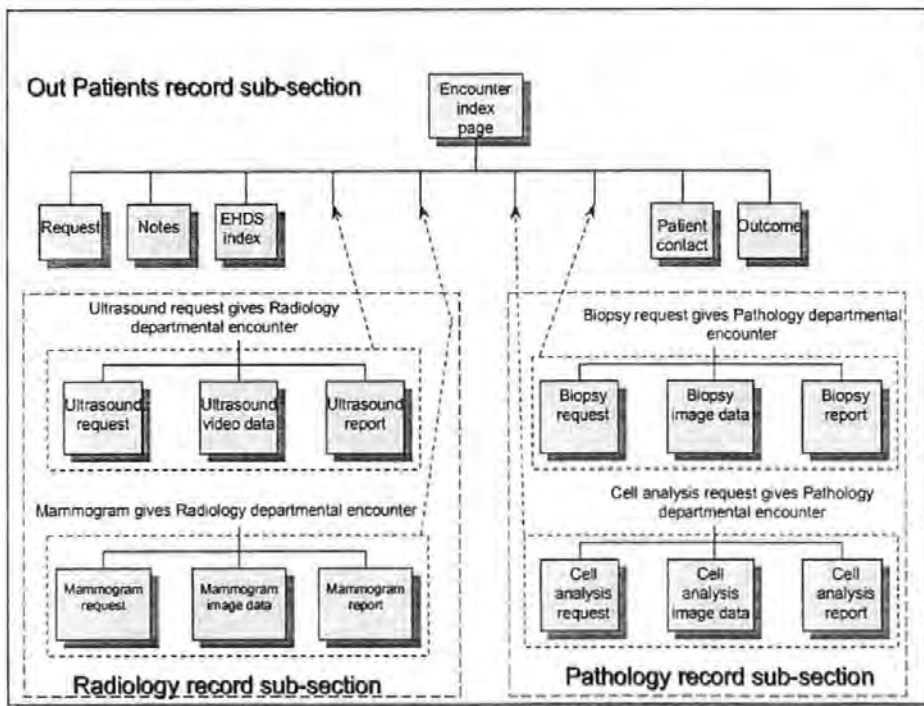 Out Patients record sub-section
Encounter
index
page
Request
Notes
EHDS
index
Patient
contact
Outcome
Ultrasound request gives Radiology
departmental encounter
Ultrasound
request
Ultrasound
video data
Ultrasound
report
Mammogram gives Radiology departmental encounter
Mammogram
request
Mammogram
image data
Mammogram
report
Radiology record sub-section
Biopsy request gives Pathology departmental
encounter
Biopsy
request
Biopsy
image data
Biopsy
report
Cell analysis request gives Pathology
departmental encounter
Cell
analysis
request
Cell
analysis
image data
Cell
analysis
report
Pathology record sub-section